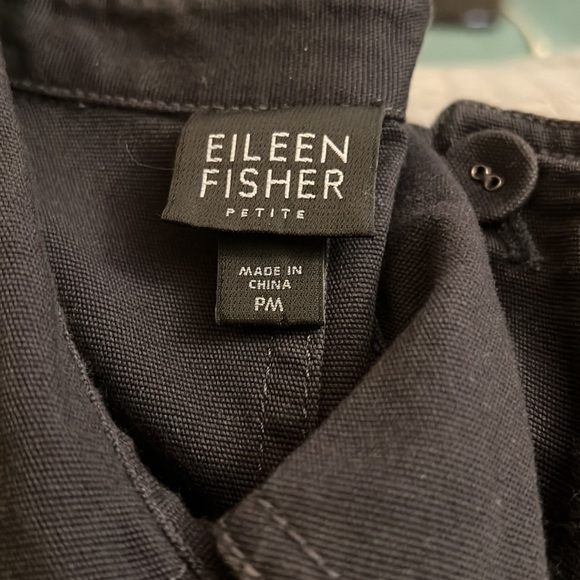 EILEEN
FISHER
PETITE
MADE IN
CHINA
PM